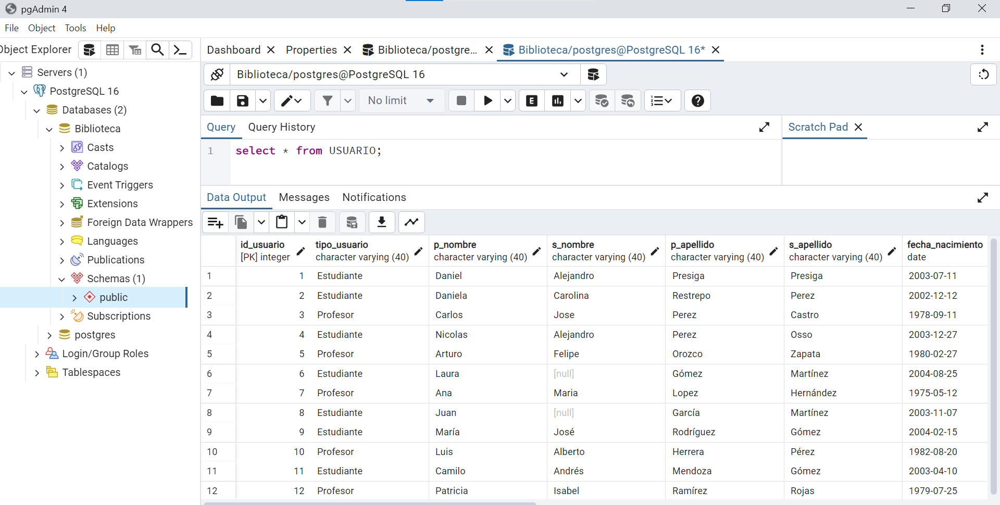 pgAdmin 4
File Object Tools Help
Object Explorer
Dashboard Properties Biblioteca/postgre... Biblioteca/postgres@PostgreSQL 16*
Servers (1)
PostgreSQL 16
Databases (2)
Biblioteca
Casts
Catalogs
Event Triggers
Extensions
Foreign Data Wrappers
Languages
Publications
Schemas (1)
public
Subscriptions
postgres
Login/Group Roles
Tablespaces
Biblioteca/postgres@PostgreSQL 16
No limit E
Query Query History Scratch Pad
1 select * from USUARIO;
Data Output Messages Notifications
id_usuario tipo_usuario p_nombre s_nombre p_apellido s_apellido fecha_nacimiento
[PK] integer character varying (40) character varying (40) character varying (40) character varying (40) character varying (40) date
1 1 Estudiante Daniel Alejandro Presiga Presiga 2003-07-11
2 2 Estudiante Daniela Carolina Restrepo Perez 2002-12-12
3 3 Profesor Carlos Jose Perez Castro 1978-09-11
4 4 Estudiante Nicolas Alejandro Perez Osso 2003-12-27
5 5 Profesor Arturo Felipe Orozco Zapata 1980-02-27
6 6 Estudiante Laura [null] Gómez Martínez 2004-08-25
7 7 Profesor Ana Maria Lopez Hernández 1975-05-12
8 8 Estudiante Juan [null] García Martínez 2003-11-07
9 9 Estudiante María José Rodríguez Gómez 2004-02-15
10 10 Profesor Luis Alberto Herrera Pérez 1982-08-20
11 11 Estudiante Camilo Andrés Mendoza Gómez 2003-04-10
12 12 Profesor Patricia Isabel Ramírez Rojas 1979-07-25